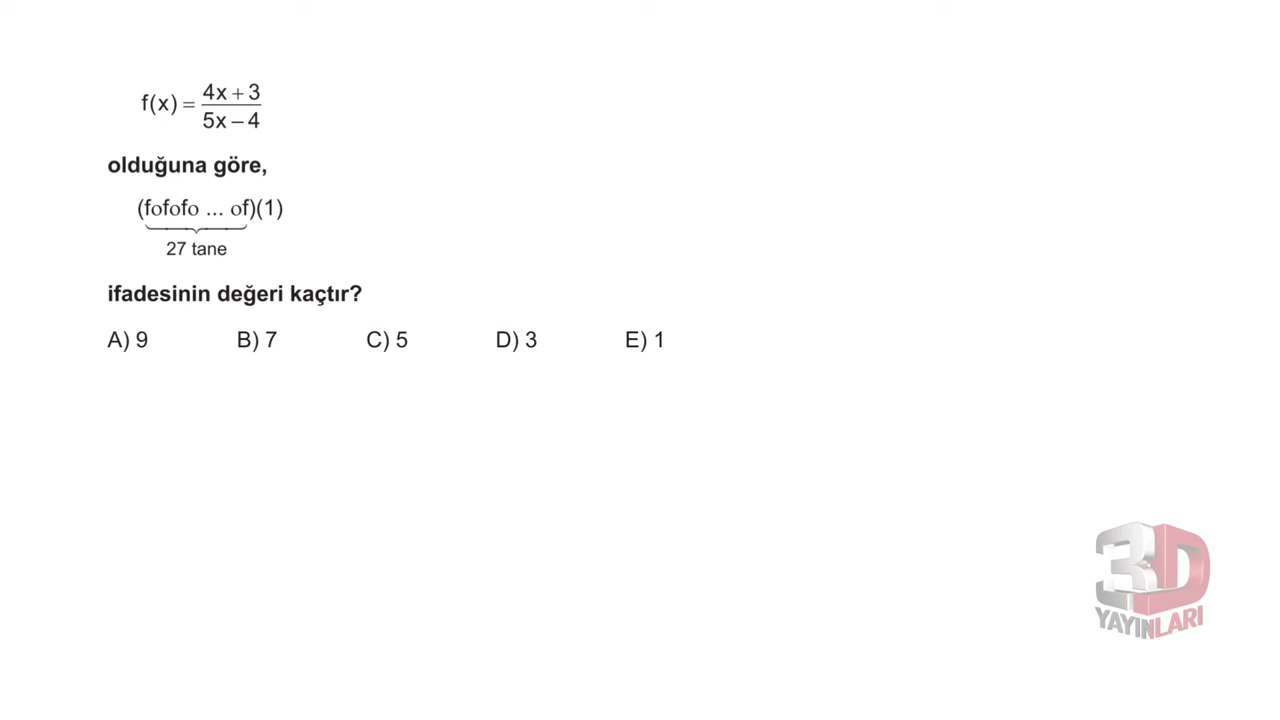 f(x) = \frac{4x + 3}{5x – 4}
olduğuna göre,
(fofofo ... of)(1)
27 tane
ifadesinin değeri kaçtır?
A) 9 B) 7 C) 5 D) 3 E) 1
3D
YAYINLARI